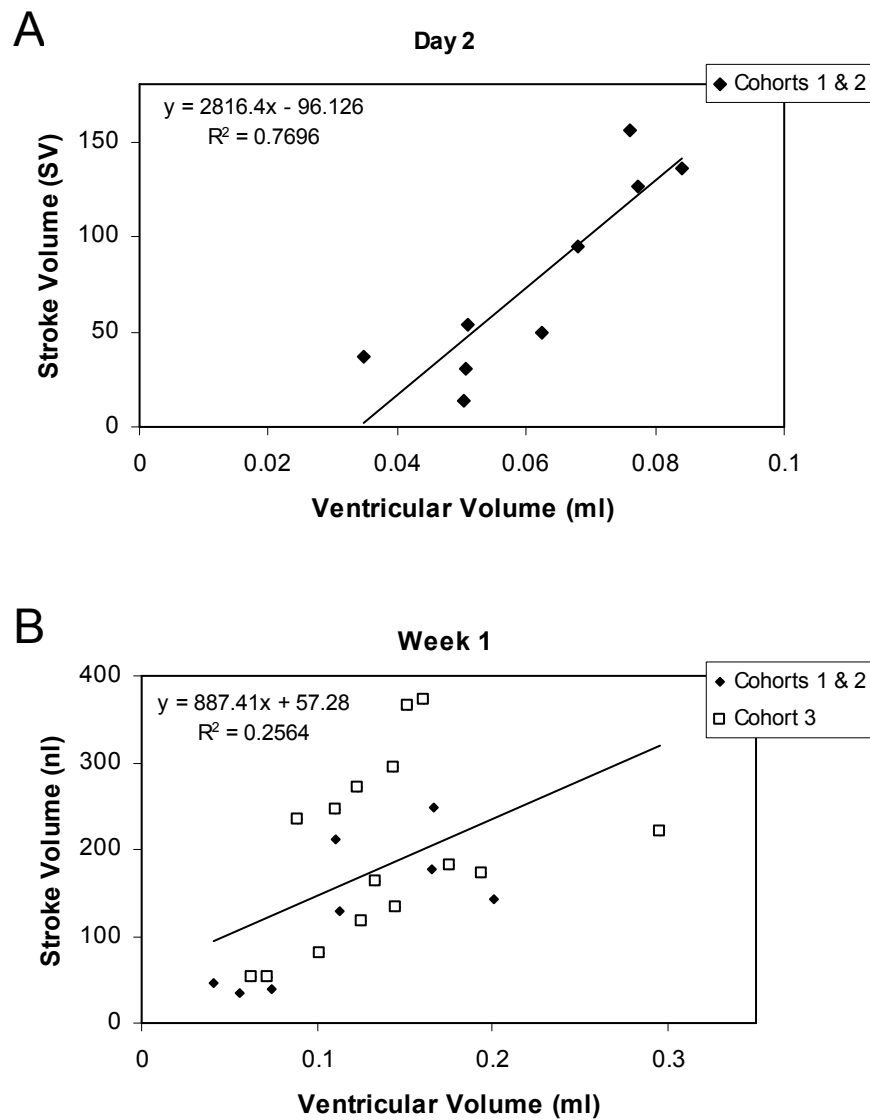 A
Day 2
◆ Cohorts 1 & 2
y = 2816.4x - 96.126
R² = 0.7696
Stroke Volume (SV)
150
100
50
0
0 0.02 0.04 0.06 0.08 0.1
Ventricular Volume (ml)
B
Week 1
◆ Cohorts 1 & 2
□ Cohort 3
y = 887.41x + 57.28
R² = 0.2564
Stroke Volume (nl)
400
300
200
100
0
0 0.1 0.2 0.3
Ventricular Volume (ml)